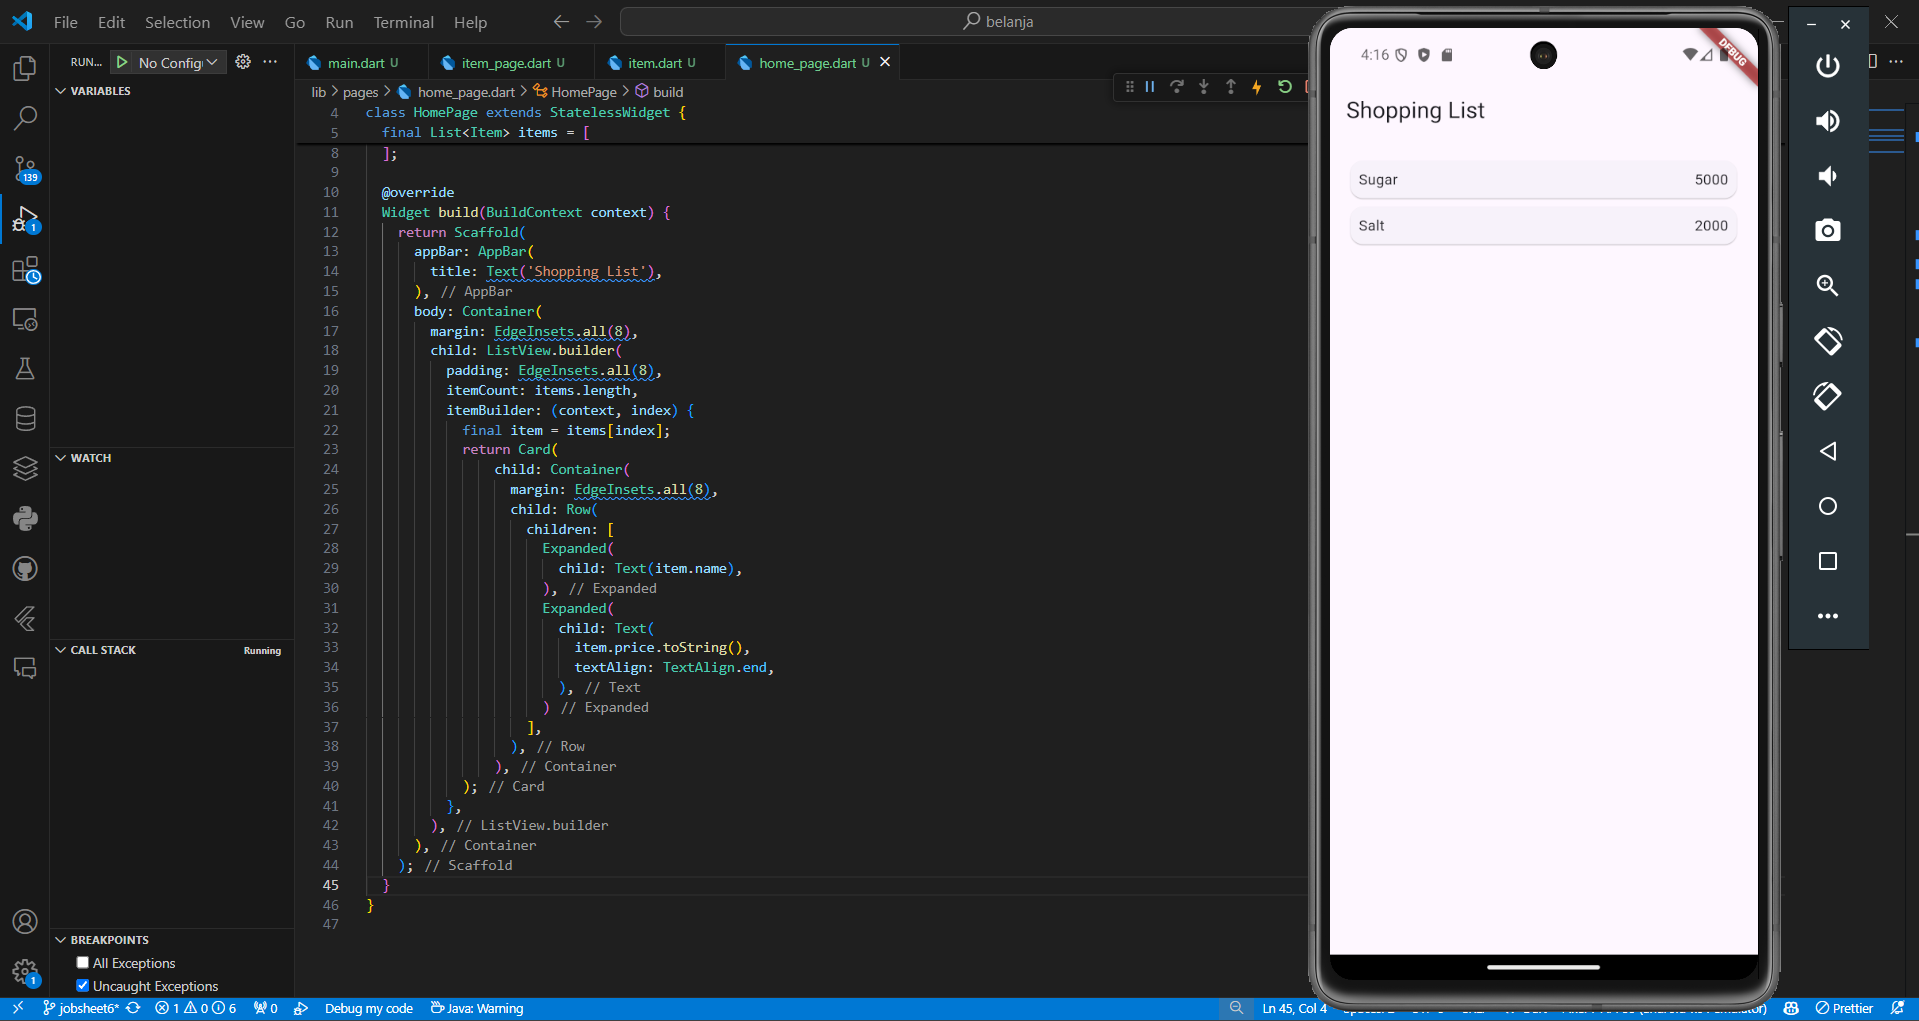 File Edit Selection View Go Run Terminal Help
belanja
RUN... No Config
main.dart U
item_page.dart U
item.dart U
home_page.dart U
VARIABLES
WATCH
CALL STACK
Running
BREAKPOINTS
All Exceptions
Uncaught Exceptions
139
1
1
lib > pages > home_page.dart > HomePage > build
4 class HomePage extends StatelessWidget {
5 final List<Item> items = [
8 ];
9
10 @override
11 Widget build(BuildContext context) {
12 return Scaffold(
13 appBar: AppBar(
14 title: Text('Shopping List'),
15 ), // AppBar
16 body: Container(
17 margin: EdgeInsets.all(8),
18 child: ListView.builder(
19 padding: EdgeInsets.all(8),
20 itemCount: items.length,
21 itemBuilder: (context, index) {
22 final item = items[index];
23 return Card(
24 child: Container(
25 margin: EdgeInsets.all(8),
26 child: Row(
27 children: [
28 Expanded(
29 child: Text(item.name),
30 ), // Expanded
31 Expanded(
32 child: Text(
33 item.price.toString(),
34 textAlign: TextAlign.end,
35 ), // Text
36 ) // Expanded
37 ],
38 ), // Row
39 ), // Container
40 ); // Card
41 },
42 ), // ListView.builder
43 ), // Container
44 ); // Scaffold
45 }
46 }
47
4:16
DEBUG
Shopping List
Sugar 5000
Salt 2000
jobsheet6* 1 0 6 0 Debug my code Java: Warning Ln 45, Col 4 Prettier